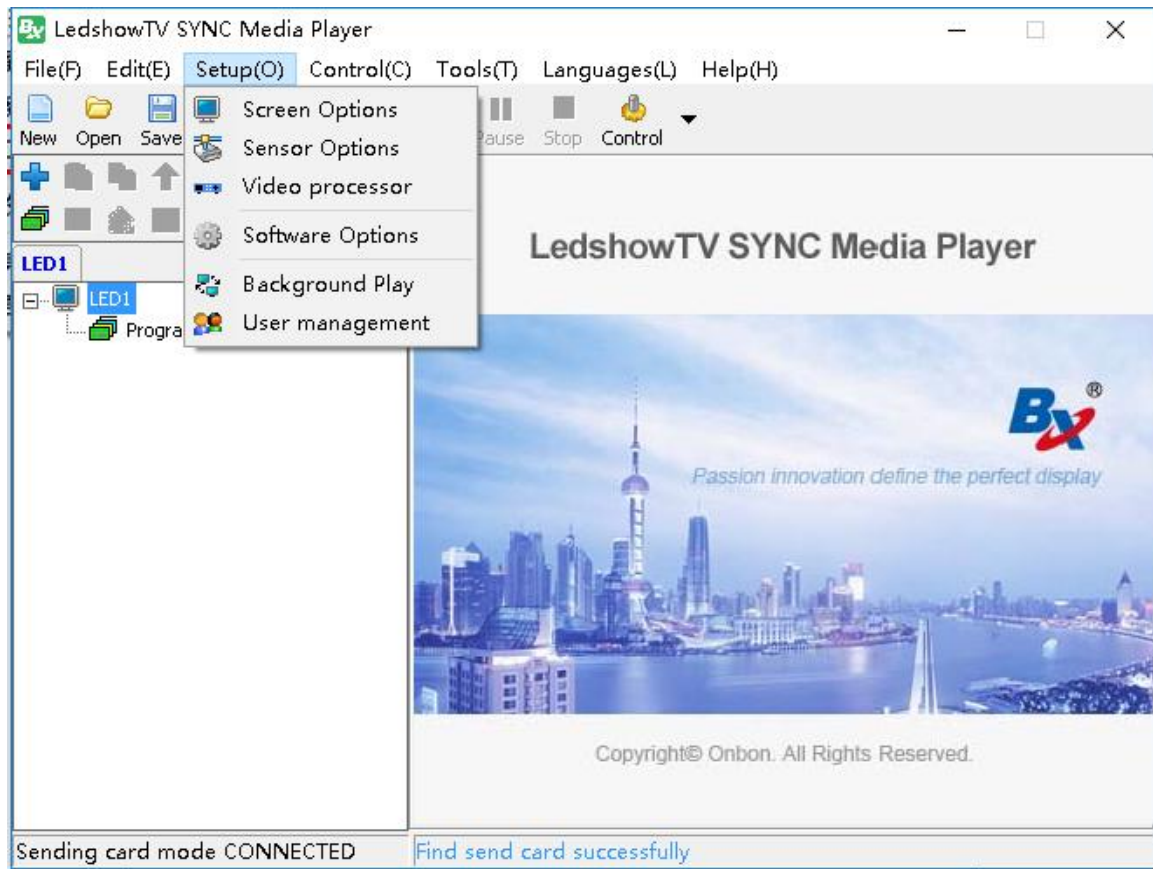 LedshowTV SYNC Media Player
File(F) Edit(E) Setup(O) Control(C) Tools(T) Languages(L) Help(H)
New Open Save Pause Stop Control
Screen Options
Sensor Options
Video processor
Software Options
Background Play
User management
LED1
LED1
Progra
LedshowTV SYNC Media Player
BX®
Passion innovation define the perfect display
Copyright© Onbon. All Rights Reserved.
Sending card mode CONNECTED Find send card successfully